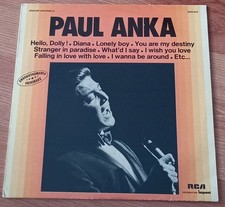 PAUL ANKA
Hello, Dolly! • Diana • Lonely boy • You are my destiny
Stranger in paradise • What'd I say • I wish you love
Falling in love with love • I wanna be around • Etc...
RCA